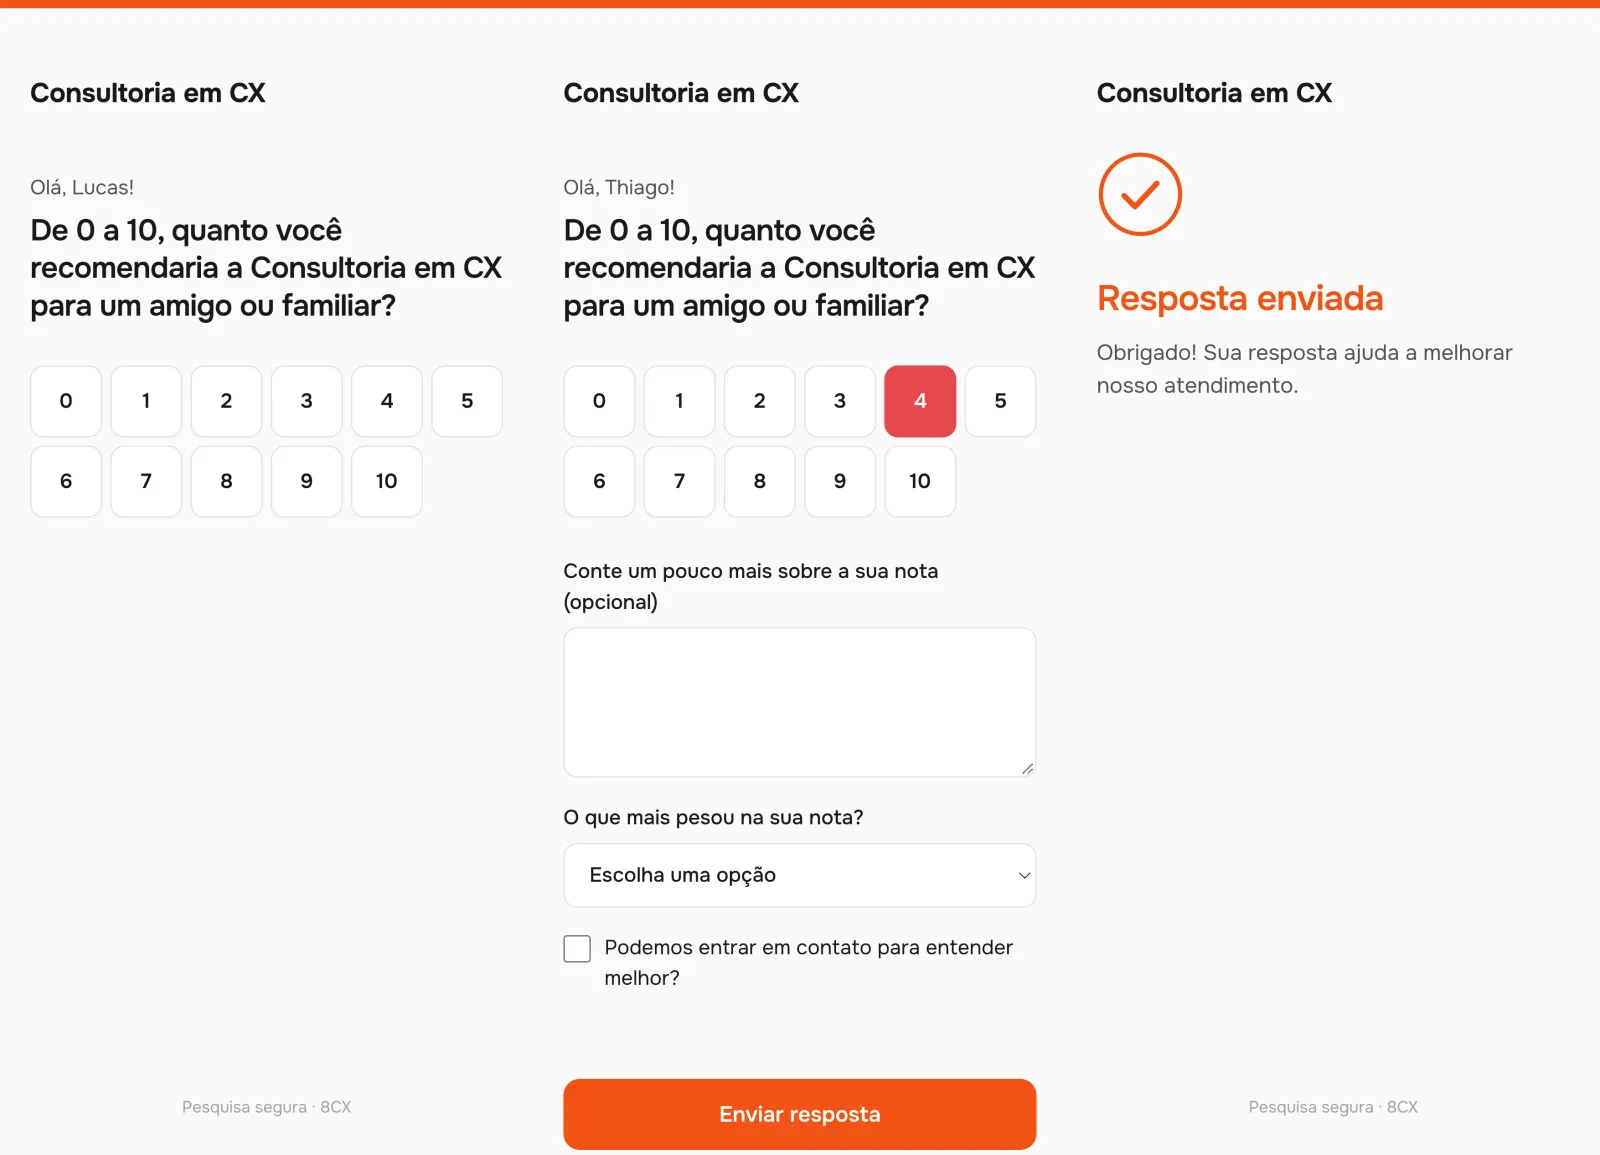 Consultoria em CX
Olá, Lucas!
De 0 a 10, quanto você
recomendaria a Consultoria em CX
para um amigo ou familiar?
0 1 2 3 4 5
6 7 8 9 10
Pesquisa segura · 8CX
Consultoria em CX
Olá, Thiago!
De 0 a 10, quanto você
recomendaria a Consultoria em CX
para um amigo ou familiar?
0 1 2 3 4 5
6 7 8 9 10
Conte um pouco mais sobre a sua nota
(opcional)
O que mais pesou na sua nota?
Escolha uma opção
Podemos entrar em contato para entender
melhor?
Enviar resposta
Consultoria em CX
Resposta enviada
Obrigado! Sua resposta ajuda a melhorar
nosso atendimento.
Pesquisa segura · 8CX